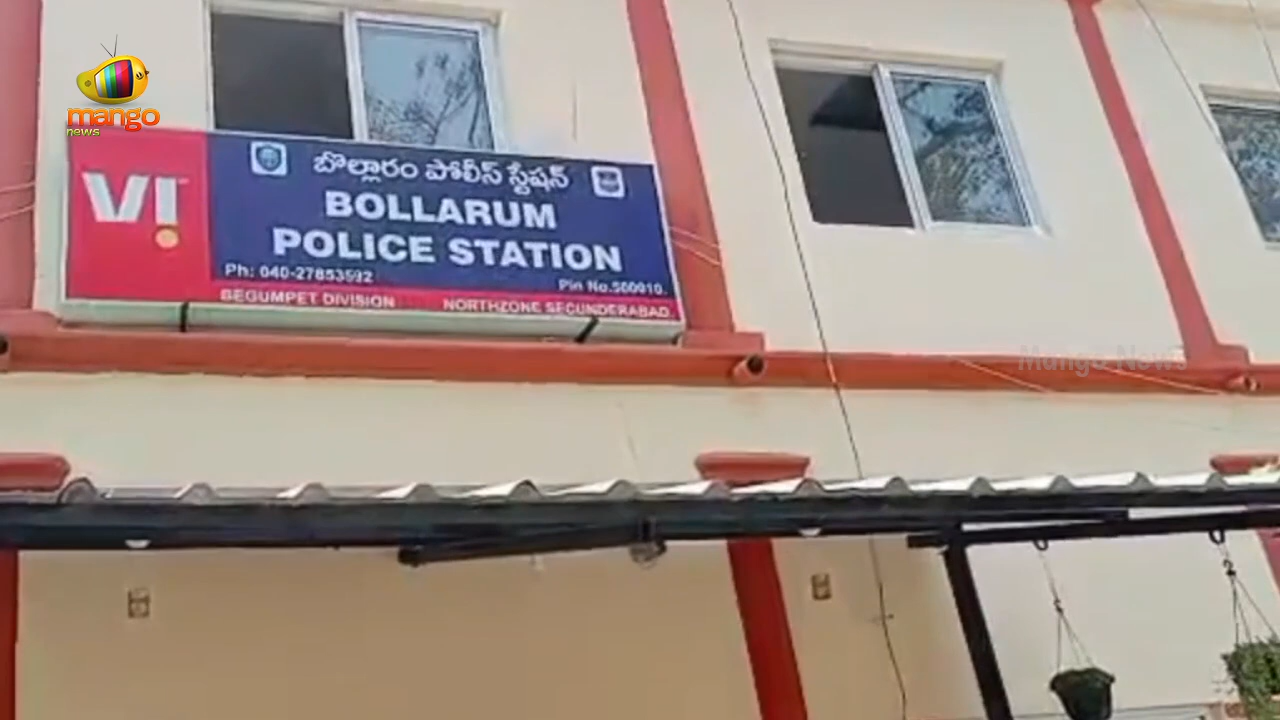 mango
news
VI
బొల్లారం పోలీస్ స్టేషన్
BOLLARUM
POLICE STATION
Ph: 040-27853592
Pin No.500010.
BEGUMPET DIVISION
NORTHZONE SECUNDERABAD
Mango News